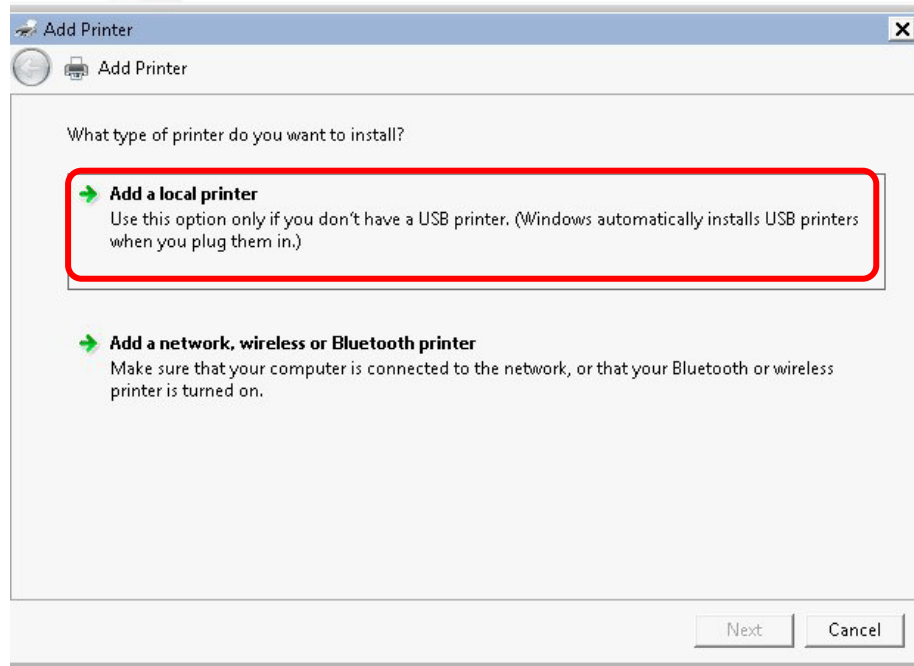 Add Printer
Add Printer
What type of printer do you want to install?
Add a local printer
Use this option only if you don't have a USB printer. (Windows automatically installs USB printers
when you plug them in.)
Add a network, wireless or Bluetooth printer
Make sure that your computer is connected to the network, or that your Bluetooth or wireless
printer is turned on.
Next Cancel